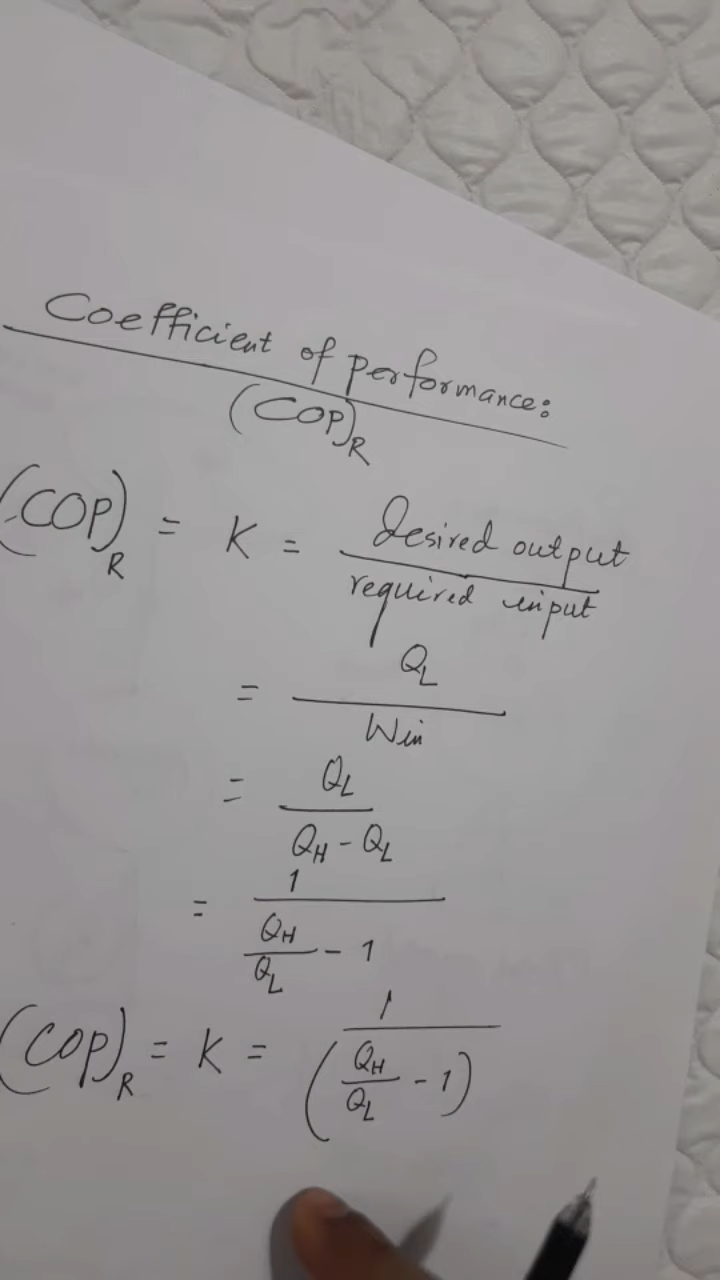 Coefficient of performance:
(COP)R
(COP)R = K = desired output / required input
= QL / Win
= QL / QH - QL
= 1 / QH / QL - 1
(COP)R = K = 1 / (QH / QL - 1)